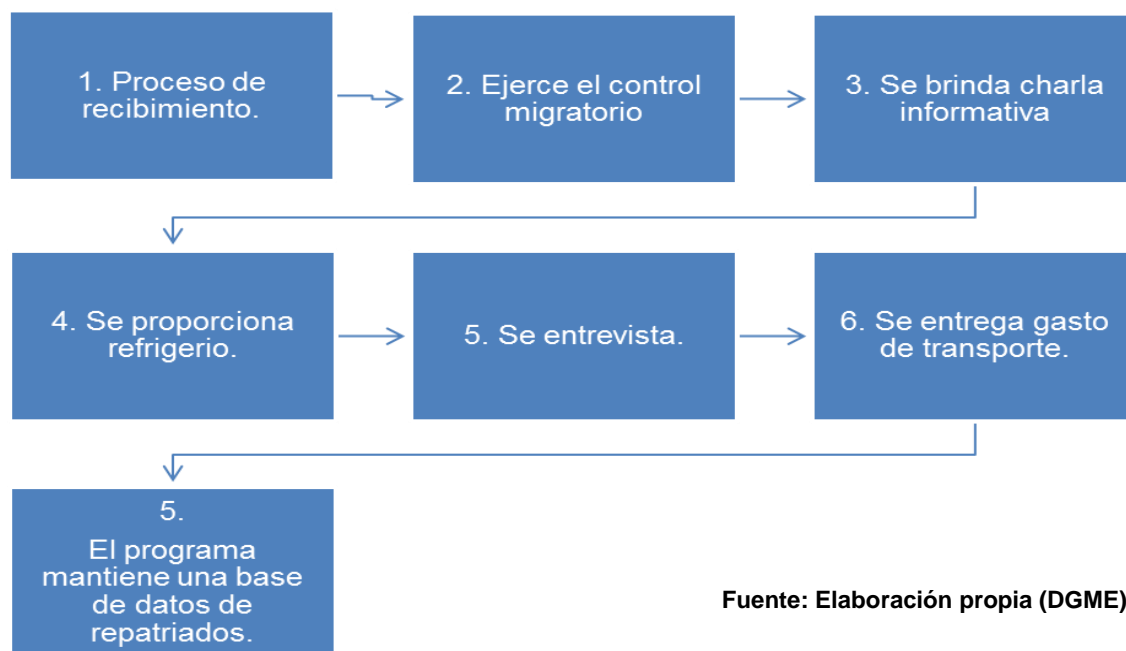 1. Proceso de
recibimiento.
2. Ejerce el control
migratorio
3. Se brinda charla
informativa
4. Se proporciona
refrigerio.
5. Se entrevista.
6. Se entrega gasto
de transporte.
5.
El programa
mantiene una base
de datos de
repatriados.
Fuente: Elaboración propia (DGME)